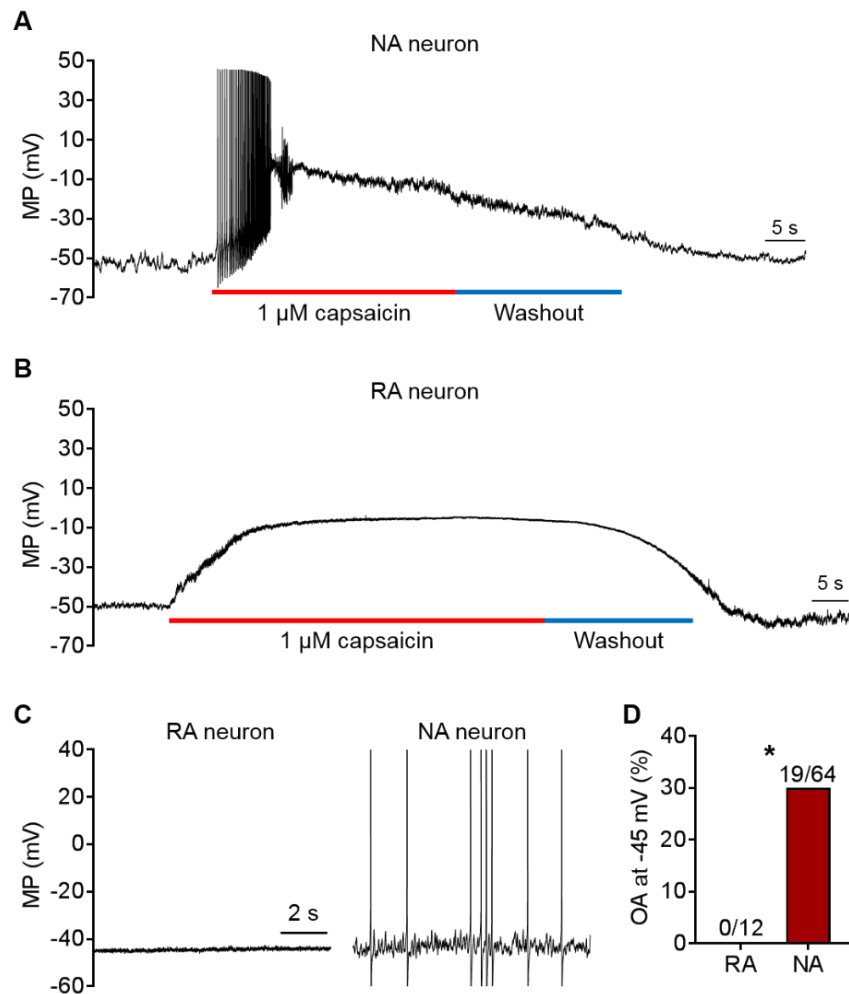 A
NA neuron
MP (mV)
50
30
10
-10
-30
-50
-70
5 s
1 µM capsaicin
Washout
B
RA neuron
MP (mV)
50
30
10
-10
-30
-50
-70
5 s
1 µM capsaicin
Washout
C
RA neuron
NA neuron
MP (mV)
40
20
0
-20
-40
-60
2 s
D
OA at -45 mV (%)
40
30
20
10
0
*
19/64
0/12
RA
NA